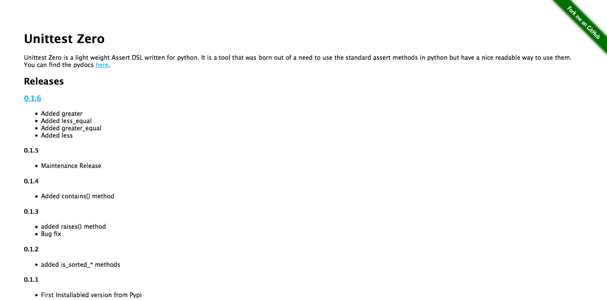 Fork me on GitHub
Unittest Zero
Unittest Zero is a light weight Assert DSL written for python. It is a tool that was born out of a need to use the standard assert methods in python but have a nice readable way to use them.
You can find the pydocs here.
Releases
0.1.6
• Added greater
• Added less_equal
• Added greater_equal
• Added less
0.1.5
• Maintenance Release
0.1.4
• Added contains() method
0.1.3
• added raises() method
• Bug fix
0.1.2
• added is_sorted_* methods
0.1.1
• First Installabled version from Pypi